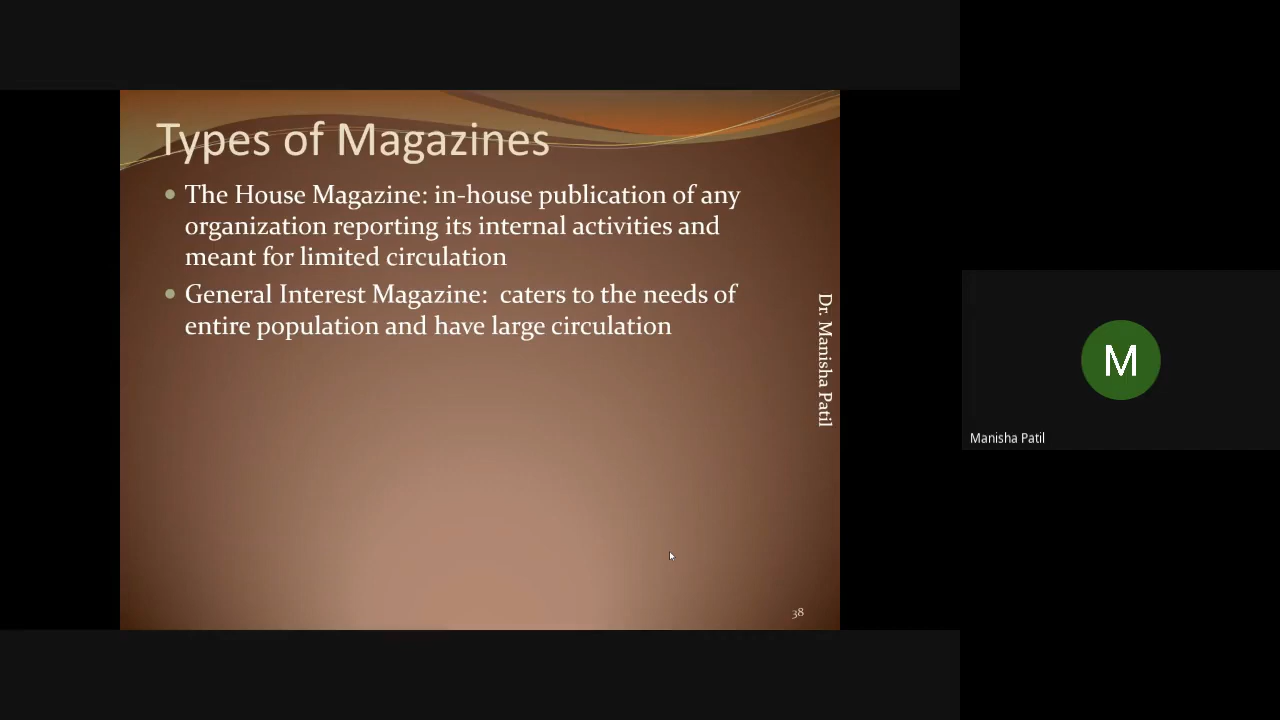 Types of Magazines
The House Magazine: in-house publication of any
organization reporting its internal activities and
meant for limited circulation
General Interest Magazine:  caters to the needs of
entire population and have large circulation
Dr. Manisha Patil
38
M
Manisha Patil